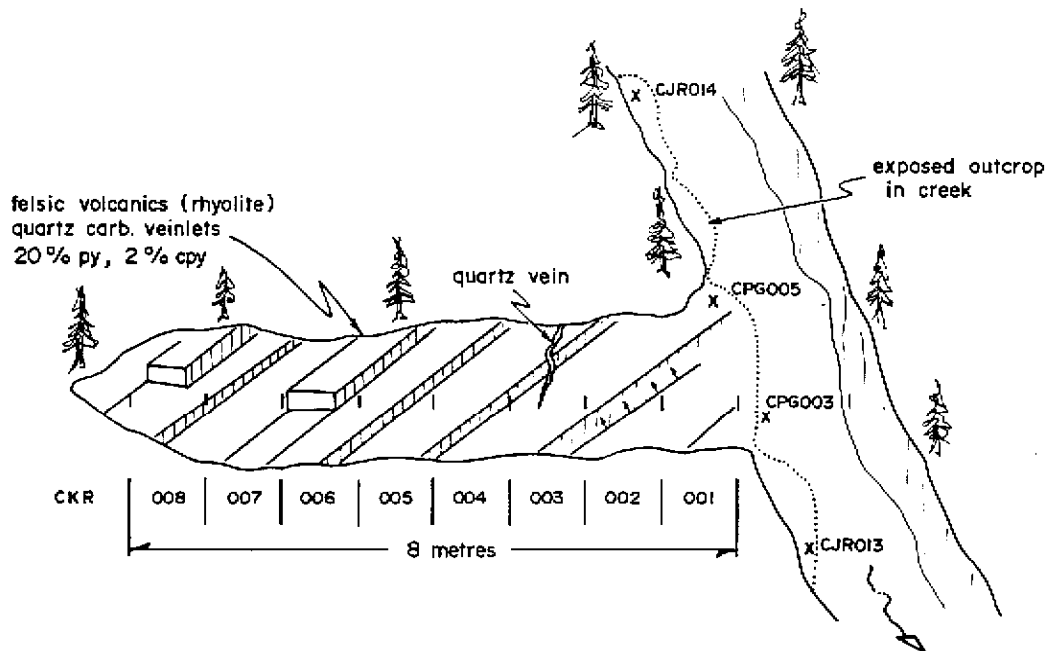 X CJR014
exposed outcrop
in creek
felsic volcanics (rhyolite)
quartz carb. veinlets
20 % py, 2 % cpy
quartz vein
X CPG005
X CPG003
CKR 008 007 006 005 004 003 002 001
8 metres
X CJR013